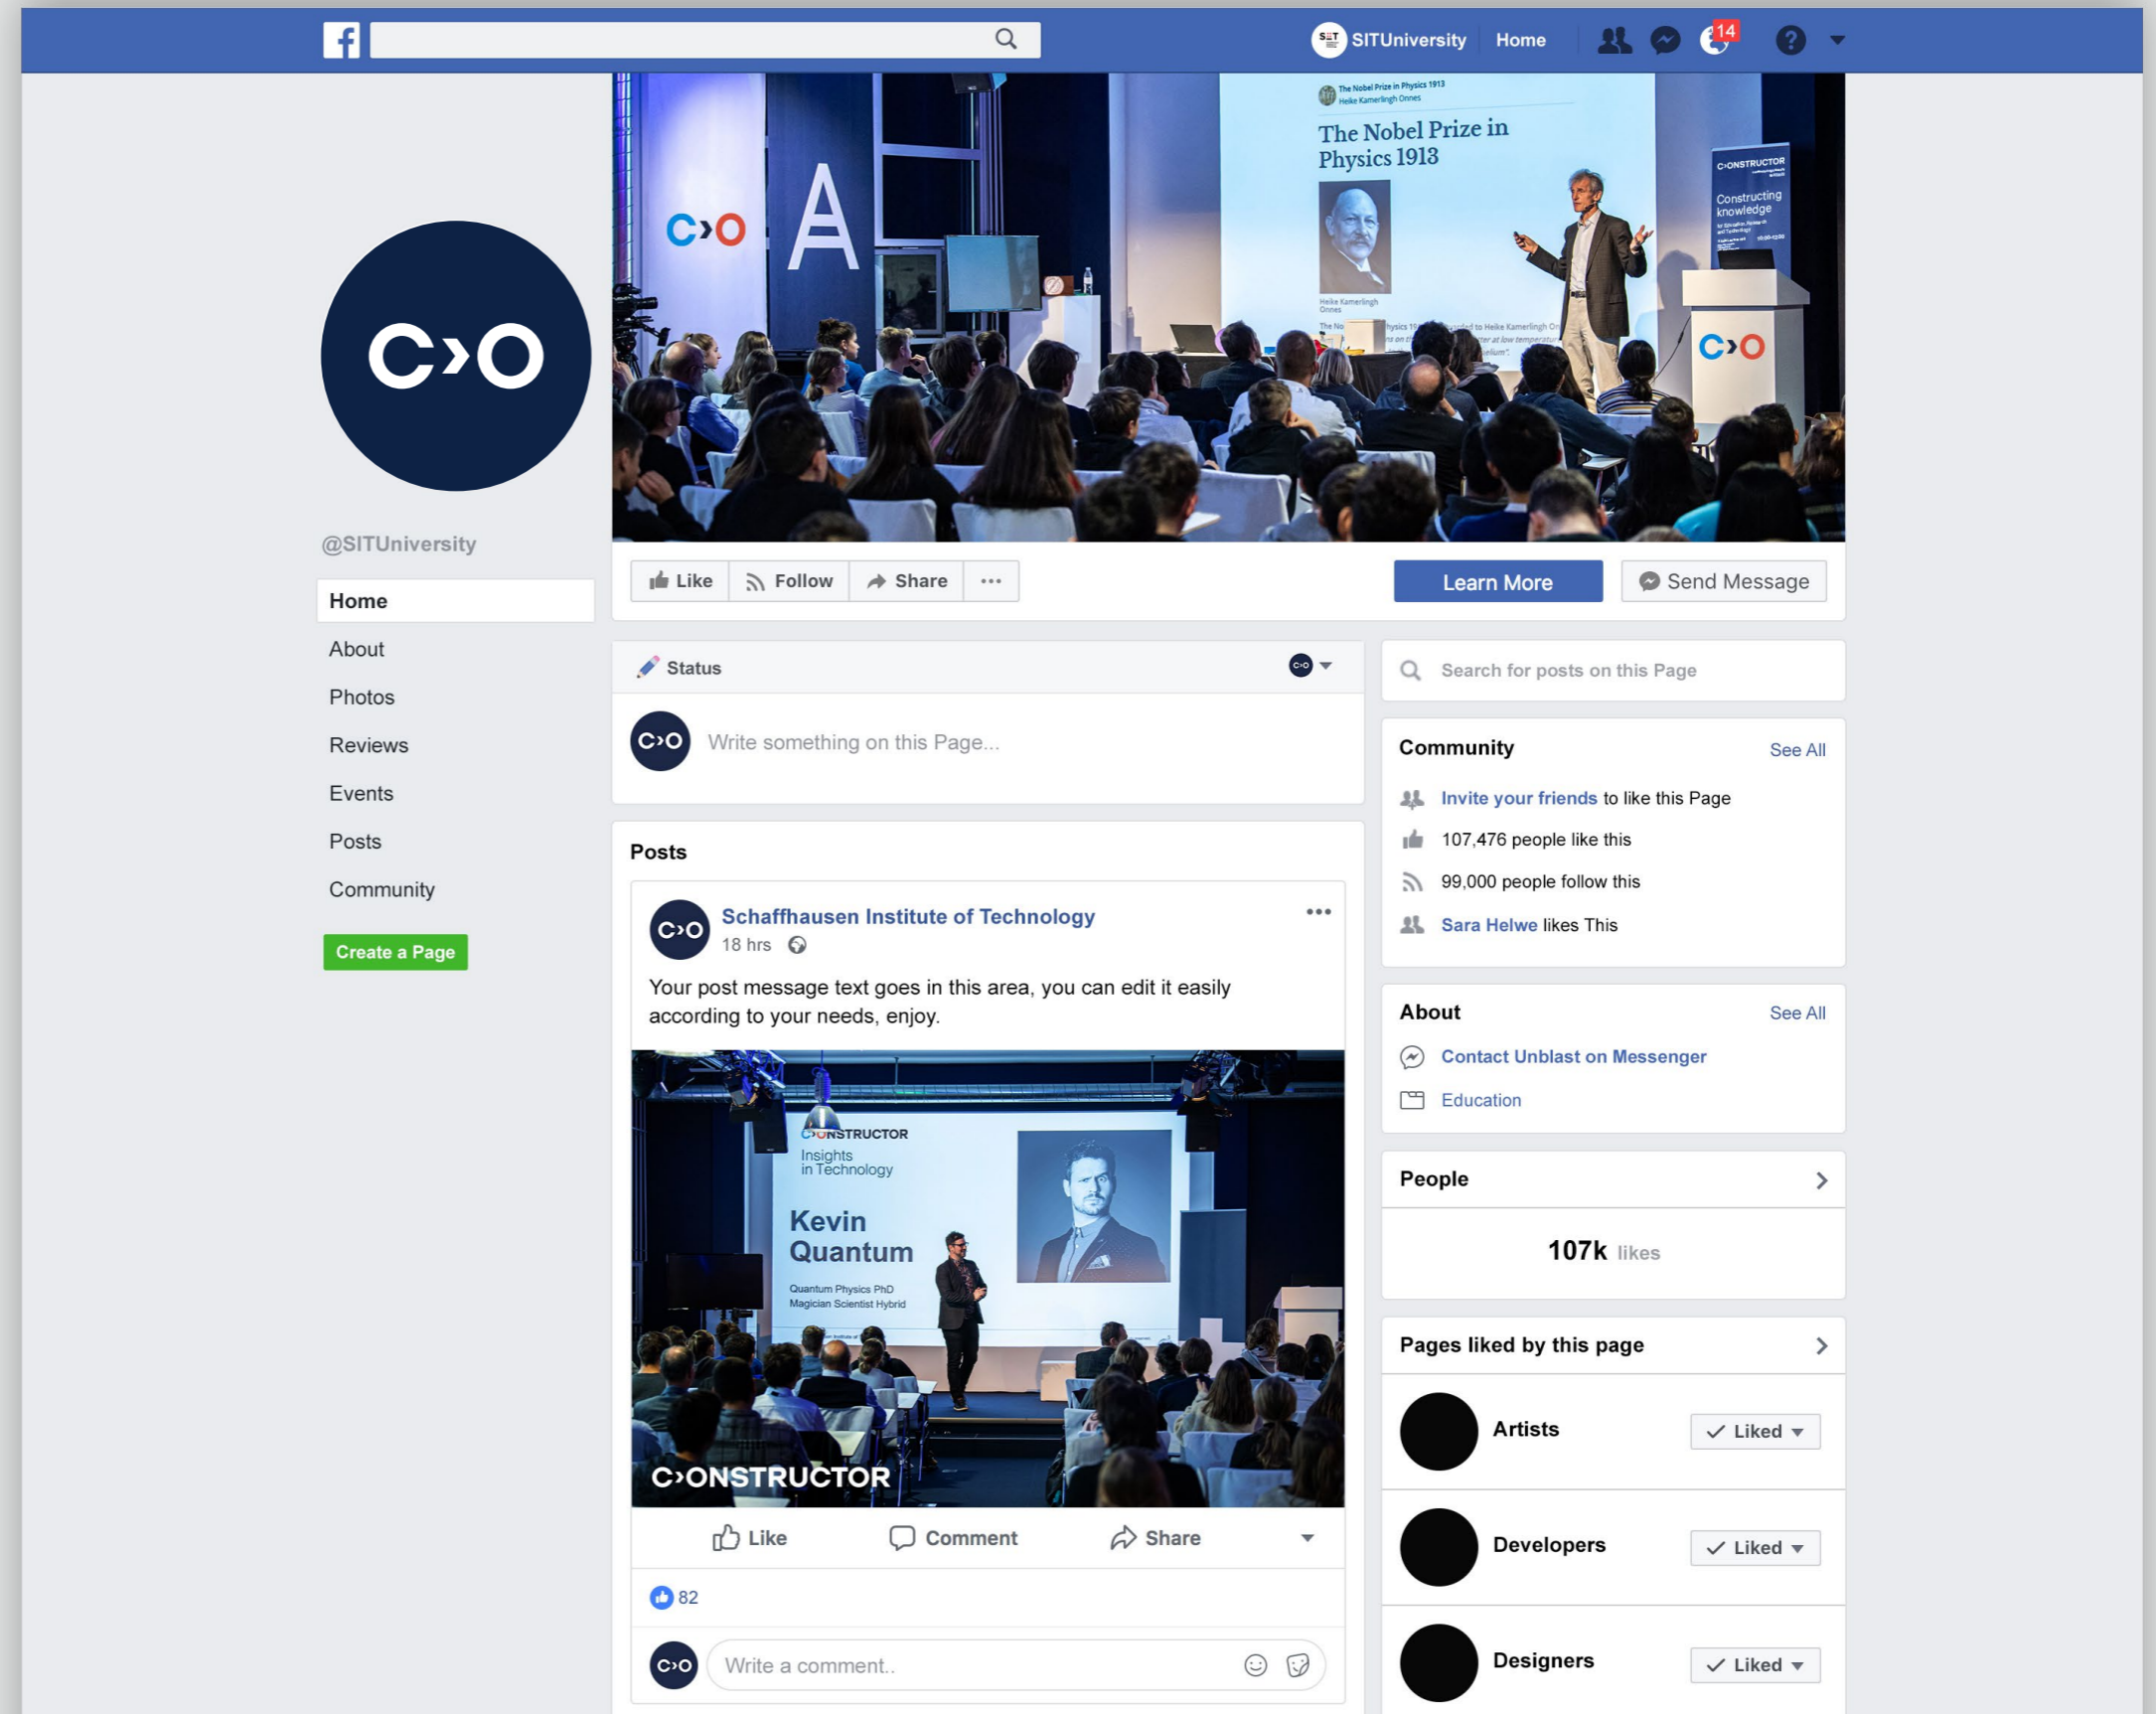 14
SITUniversity
Home
The Nobel Prize in Physics 1913
Heike Kamerlingh Onnes
The Nobel Prize in
Physics 1913
Heike Kamerlingh
Onnes
C›ONSTRUCTOR
Constructing
knowledge
C›O
A
C›O
C›O
@SITUniversity
Home
About
Photos
Reviews
Events
Posts
Community
Create a Page
Like
Follow
Share
Learn More
Send Message
Status
C›O
C›O
Write something on this Page...
Posts
C›O
Schaffhausen Institute of Technology
18 hrs
Your post message text goes in this area, you can edit it easily
according to your needs, enjoy.
C›ONSTRUCTOR
Insights
in Technology
Kevin
Quantum
Quantum Physics PhD
Magician Scientist Hybrid
C›ONSTRUCTOR
Like
Comment
Share
82
C›O
Write a comment..
Search for posts on this Page
Community
See All
Invite your friends to like this Page
107,476 people like this
99,000 people follow this
Sara Helwe likes This
About
See All
Contact Unblast on Messenger
Education
People
107k likes
Pages liked by this page
Artists
Liked
Developers
Liked
Designers
Liked